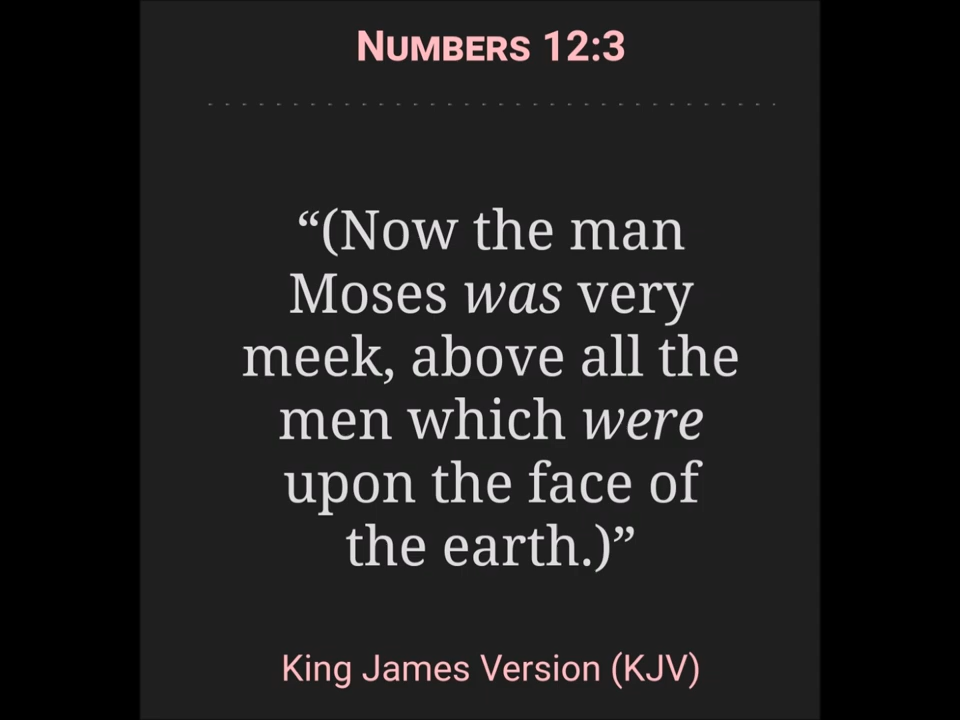 NUMBERS 12:3
“(Now the man
Moses was very
meek, above all the
men which were
upon the face of
the earth.)”
King James Version (KJV)